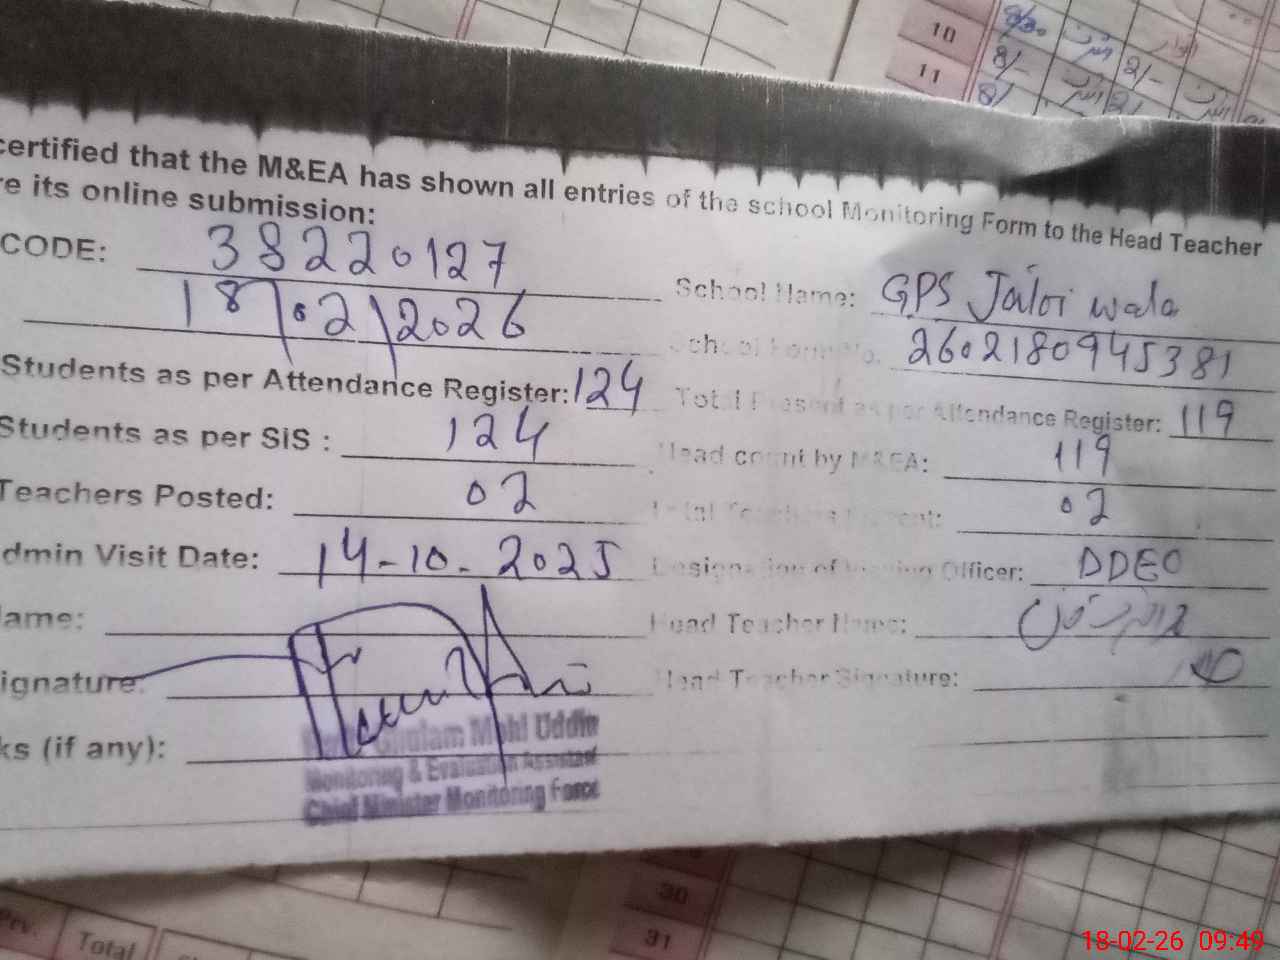 certified that the M&EA has shown all entries of the school Monitoring Form to the Head Teacher
re its online submission:
CODE: 38220127 School Name: GPS Jaloi wala
18/02/2026 School Form No. 2602180945381
Students as per Attendance Register: 124 Total Present as per Attendance Register: 119
Students as per SiS : 124 Head count by M&EA: 119
Teachers Posted: 02 Total Teachers Present: 02
dmin Visit Date: 14-10-2025 Designation of Visiting Officer: DDEO
ame: Head Teacher Name:
ignature: Head Teacher Signature:
ks (if any):
Ghulam Mohi Uddin
Monitoring & Evaluation Assistant
Chief Minister Monitoring Force
10
11
8/-
2/-
30
31
Prv.
Total
18-02-26 09:49